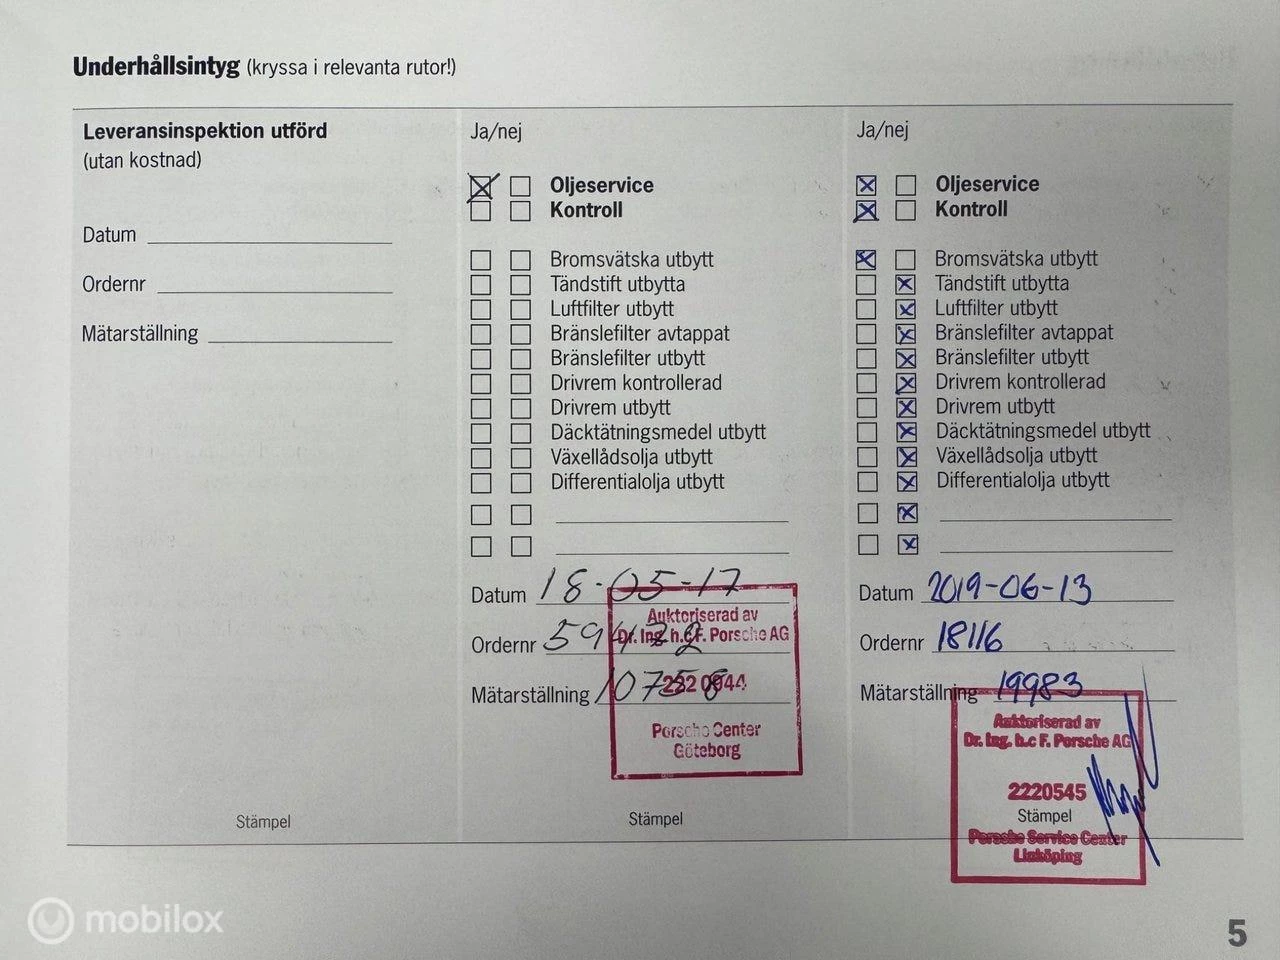 Underhållsintyg (kryssa i relevanta rutor!)
Leveransinspektion utförd
(utan kostnad)
Datum
Ordernr
Mätarställning
Stämpel
Ja/nej
Oljeservice
Kontroll
Bromsvätska utbytt
Tändstift utbytta
Luftfilter utbytt
Bränslefilter avtappat
Bränslefilter utbytt
Drivrem kontrollerad
Drivrem utbytt
Däcktätningsmedel utbytt
Växellådsolja utbytt
Differentialolja utbytt
Datum 18-05-17
Auktoriserad av
Dr. Ing. h.c F. Porsche AG
Ordernr
Mätarställning 10758
Porsche Center
Göteborg
Stämpel
Ja/nej
Oljeservice
Kontroll
Bromsvätska utbytt
Tändstift utbytta
Luftfilter utbytt
Bränslefilter avtappat
Bränslefilter utbytt
Drivrem kontrollerad
Drivrem utbytt
Däcktätningsmedel utbytt
Växellådsolja utbytt
Differentialolja utbytt
Datum 2019-06-13
Ordernr 18116
Mätarställning 19983
Auktoriserad av
Dr. Ing. h.c F. Porsche AG
2220545
Stämpel
Porsche Service Center
Linköping
mobilox
5